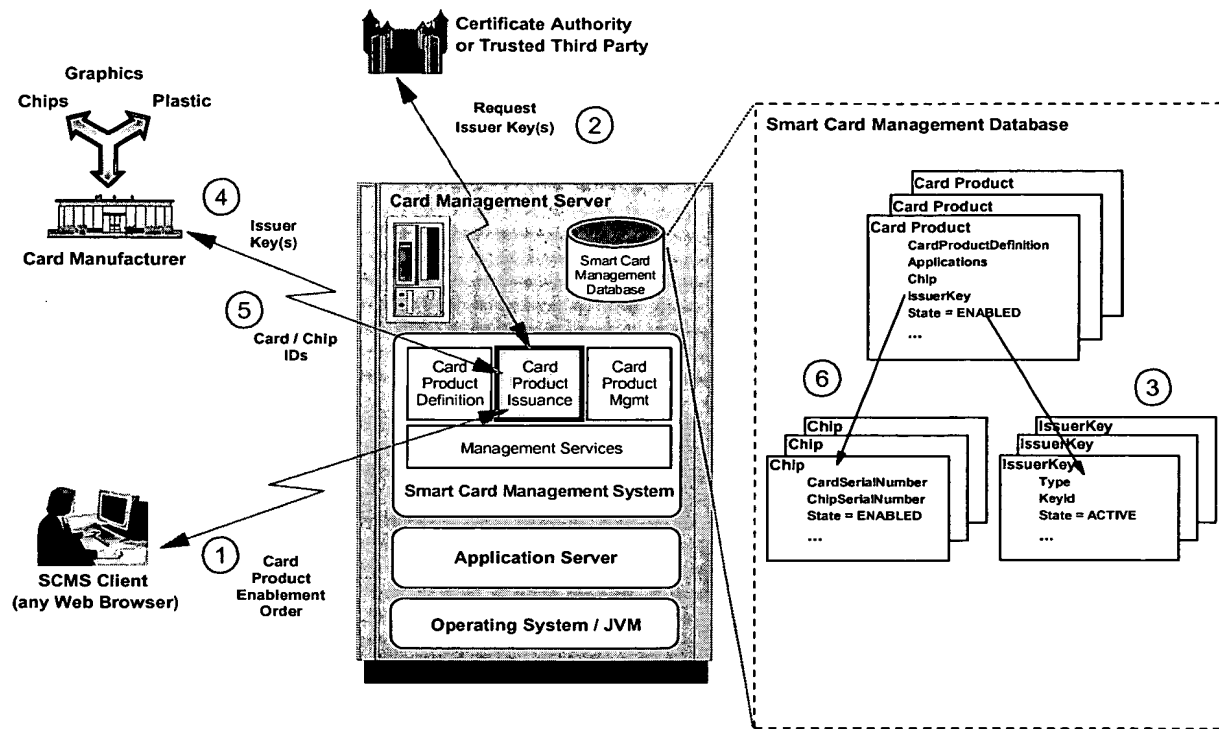 Certificate Authority
or Trusted Third Party
Graphics
Chips
Plastic
Request
Issuer Key(s)
2
Smart Card Management Database
4
Card Management Server
Issuer
Key(s)
Card Manufacturer
Smart Card
Management
Database
Card Product
Card Product
Card Product
CardProductDefinition
Applications
Chip
IssuerKey
State = ENABLED
...
5
Card / Chip
IDs
Card
Product
Definition
Card
Product
Issuance
Card
Product
Mgmt
Management Services
Smart Card Management System
6
3
Chip
Chip
Chip
CardSerialNumber
ChipSerialNumber
State = ENABLED
...
IssuerKey
IssuerKey
IssuerKey
Type
KeyId
State = ACTIVE
...
1
Card
Product
Enablement
Order
SCMS Client
(any Web Browser)
Application Server
Operating System / JVM